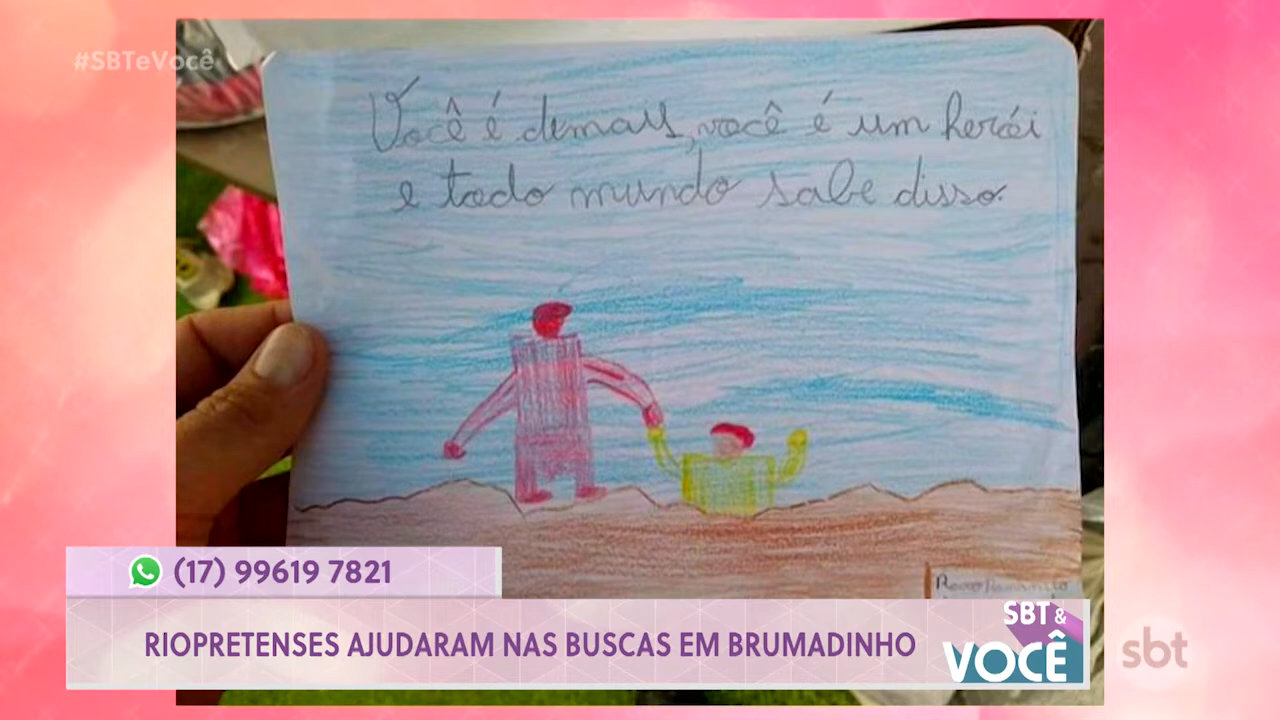 #SBTeVocê
Você é demais, você é um herói
e todo mundo sabe disso.
(17) 99619 7821
RIOPRETENSES AJUDARAM NAS BUSCAS EM BRUMADINHO
SBT &
VOCÊ
sbt